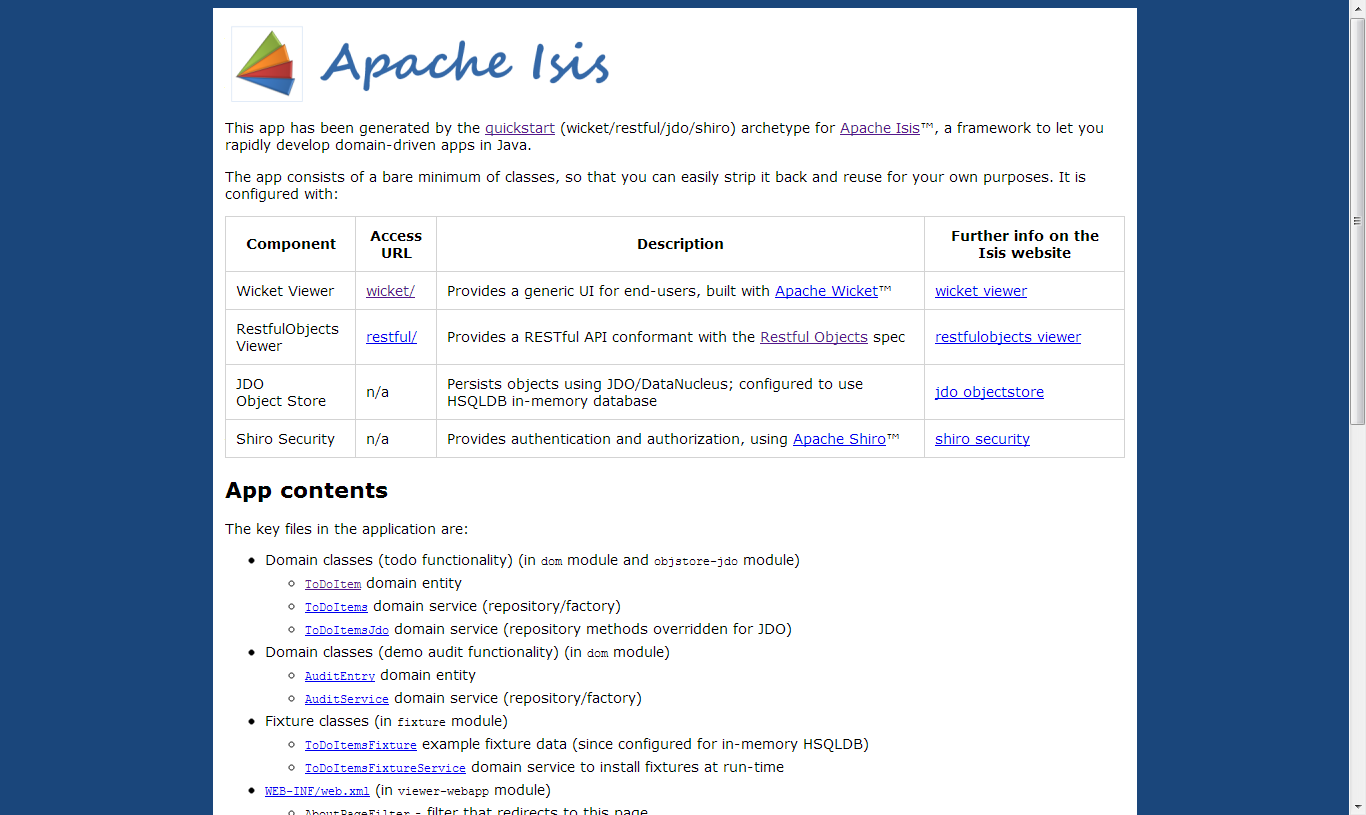 Apache Isis
This app has been generated by the quickstart (wicket/restful/jdo/shiro) archetype for Apache Isis™, a framework to let you
rapidly develop domain-driven apps in Java.
The app consists of a bare minimum of classes, so that you can easily strip it back and reuse for your own purposes. It is
configured with:
Component
Access
URL
Description
Further info on the
Isis website
Wicket Viewer
wicket/
Provides a generic UI for end-users, built with Apache Wicket™
wicket viewer
RestfulObjects
Viewer
restful/
Provides a RESTful API conformant with the Restful Objects spec
restfulobjects viewer
JDO
Object Store
n/a
Persists objects using JDO/DataNucleus; configured to use
HSQLDB in-memory database
jdo objectstore
Shiro Security
n/a
Provides authentication and authorization, using Apache Shiro™
shiro security
App contents
The key files in the application are:
Domain classes (todo functionality) (in dom module and objstore-jdo module)
ToDoItem domain entity
ToDoItems domain service (repository/factory)
ToDoItemsJdo domain service (repository methods overridden for JDO)
Domain classes (demo audit functionality) (in dom module)
AuditEntry domain entity
AuditService domain service (repository/factory)
Fixture classes (in fixture module)
ToDoItemsFixture example fixture data (since configured for in-memory HSQLDB)
ToDoItemsFixtureService domain service to install fixtures at run-time
WEB-INF/web.xml (in viewer-webapp module)
AboutPageFilter - filter that redirects to this page